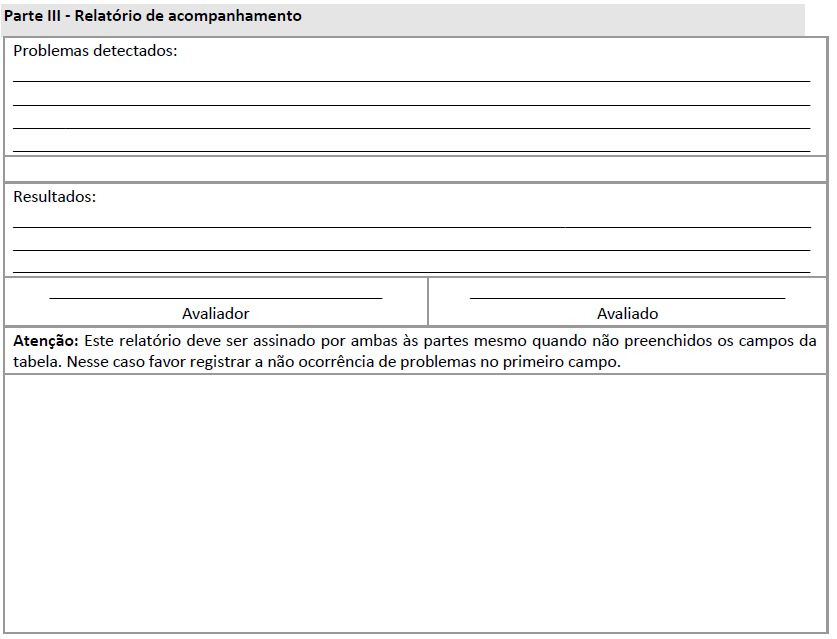 Parte III - Relatório de acompanhamento
Problemas detectados:
Resultados:
Avaliador
Avaliado
Atenção: Este relatório deve ser assinado por ambas às partes mesmo quando não preenchidos os campos da
tabela. Nesse caso favor registrar a não ocorrência de problemas no primeiro campo.